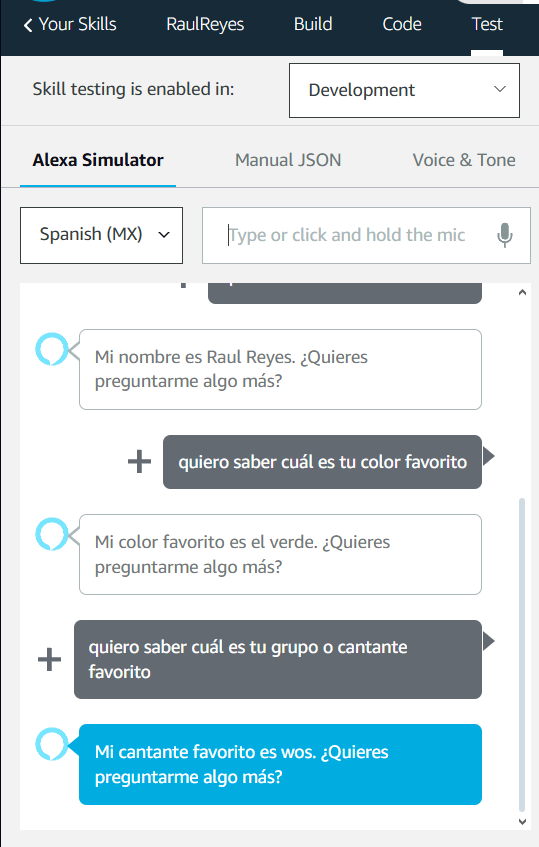 Your Skills RaulReyes Build Code Test
Skill testing is enabled in: Development
Alexa Simulator Manual JSON Voice & Tone
Spanish (MX) Type or click and hold the mic
Mi nombre es Raul Reyes. ¿Quieres
preguntarme algo más?
quiero saber cuál es tu color favorito
Mi color favorito es el verde. ¿Quieres
preguntarme algo más?
quiero saber cuál es tu grupo o cantante
favorito
Mi cantante favorito es wos. ¿Quieres
preguntarme algo más?